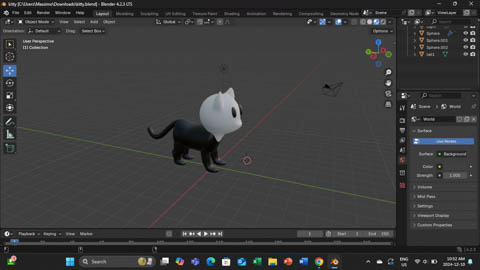 kitty [C:\Users\Massimo\Downloads\kitty.blend] - Blender 4.2.3 LTS
File Edit Render Window Help Layout Modeling Sculpting UV Editing Texture Paint Shading Animation Rendering Scene ViewLayer
Object Mode View Select Add Object Global Search
Orientation: Default Drag: Select Box Options
User Perspective
(1) Collection
Sphere
Sphere.001
Sphere.002
tail1
Search
Scene World
World
Surface
Use Nodes
Surface Background
Color
Strength 1.000
Volume
Mist Pass
Settings
Viewport Display
Custom Properties
Playback Keying View Marker 1 Start 1 End 250
4.2.3
Search
ENG
US
10:52 AM
2024-12-10